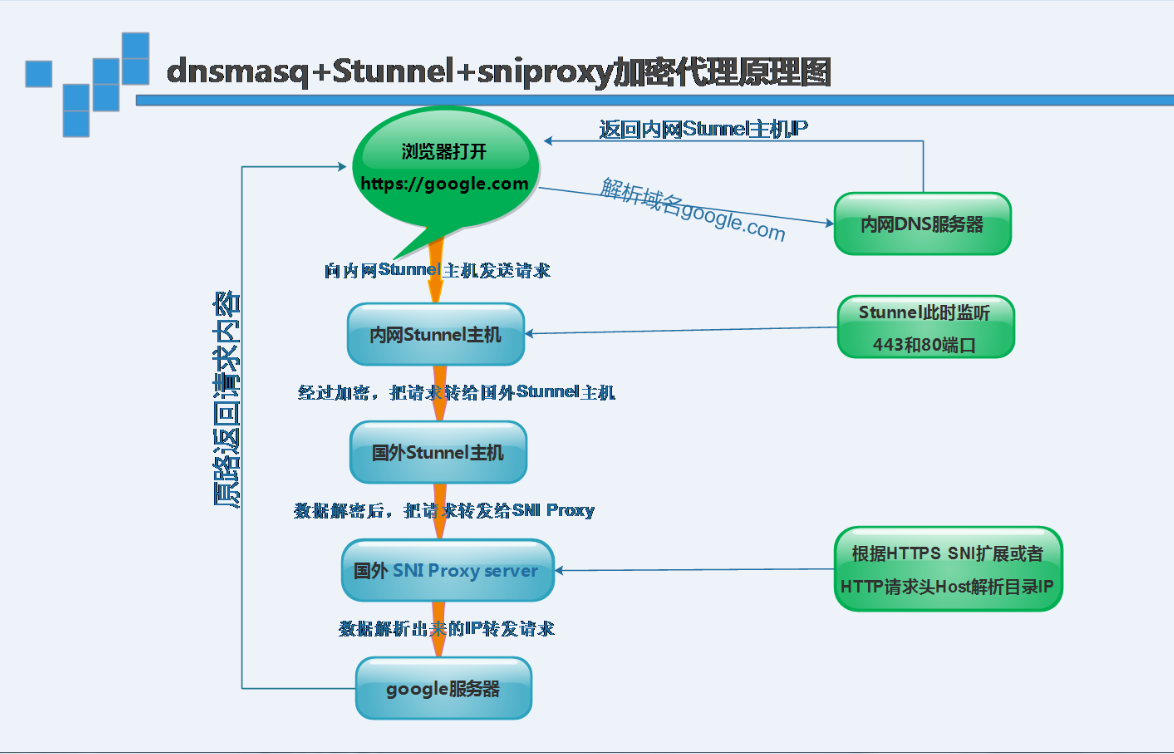 dnsmasq+Stunnel+sniproxy加密代理原理图
返回内网Stunnel主机IP
浏览器打开
https://google.com
解析域名google.com
内网DNS服务器
向内网Stunnel主机发送请求
内网Stunnel主机
Stunnel此时监听
443和80端口
经过加密，把请求转给国外Stunnel主机
国外Stunnel主机
原路返回请求内容
数据解密后，把请求转发给SNI Proxy
国外 SNI Proxy server
根据HTTPS SNI扩展或者
HTTP请求头Host解析目录IP
数据解析出来的IP转发请求
google服务器